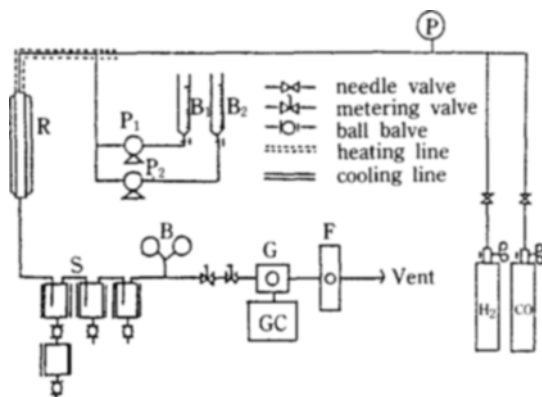 P
R
B₁ B₂
P₁
P₂
needle valve
metering valve
ball balve
heating line
cooling line
B
S
G
F
Vent
GC
H₂
CO